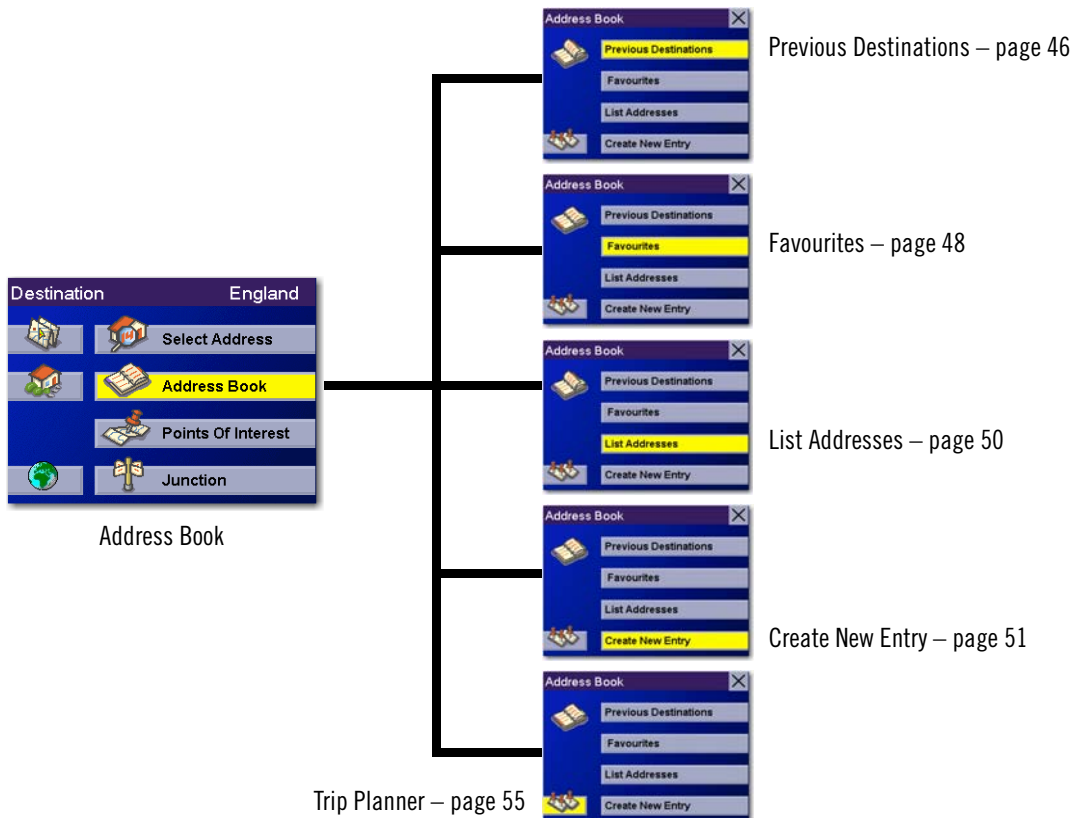 Address Book
Previous Destinations
Favourites
List Addresses
Create New Entry
Previous Destinations – page 46
Address Book
Previous Destinations
Favourites
List Addresses
Create New Entry
Favourites – page 48
Destination England
Select Address
Address Book
Points Of Interest
Junction
Address Book
Address Book
Previous Destinations
Favourites
List Addresses
Create New Entry
List Addresses – page 50
Address Book
Previous Destinations
Favourites
List Addresses
Create New Entry
Create New Entry – page 51
Address Book
Previous Destinations
Favourites
List Addresses
Create New Entry
Trip Planner – page 55